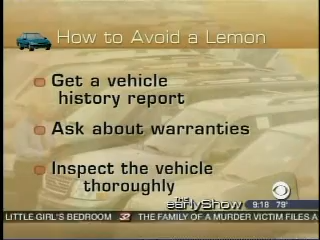 How to Avoid a Lemon
Get a vehicle
history report
Ask about warranties
Inspect the vehicle
thoroughly
earlyShow
9:18 79°
LITTLE GIRL'S BEDROOM 32 THE FAMILY OF A MURDER VICTIM FILES A